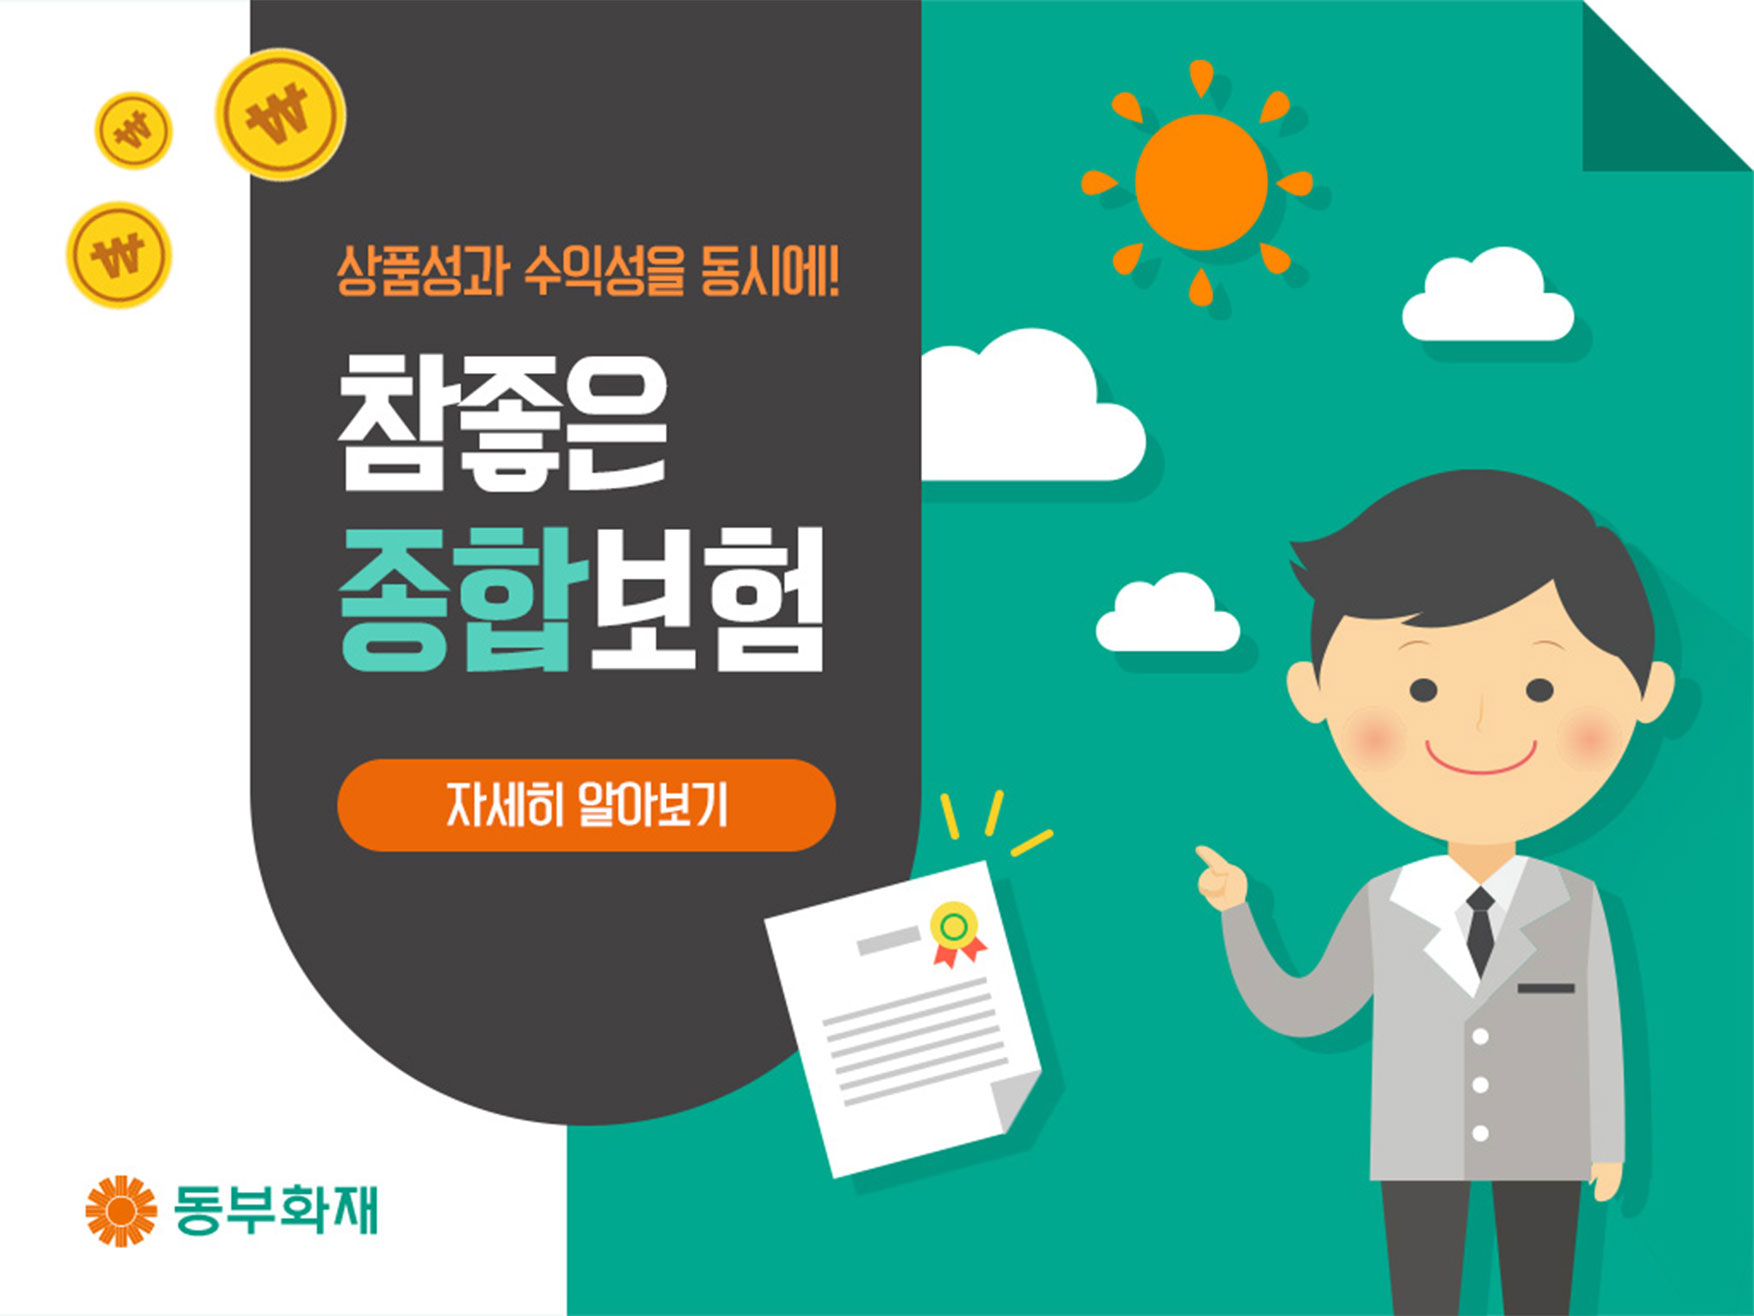 상품성과 수익성을 동시에!
참좋은
종합보험
자세히 알아보기
동부화재